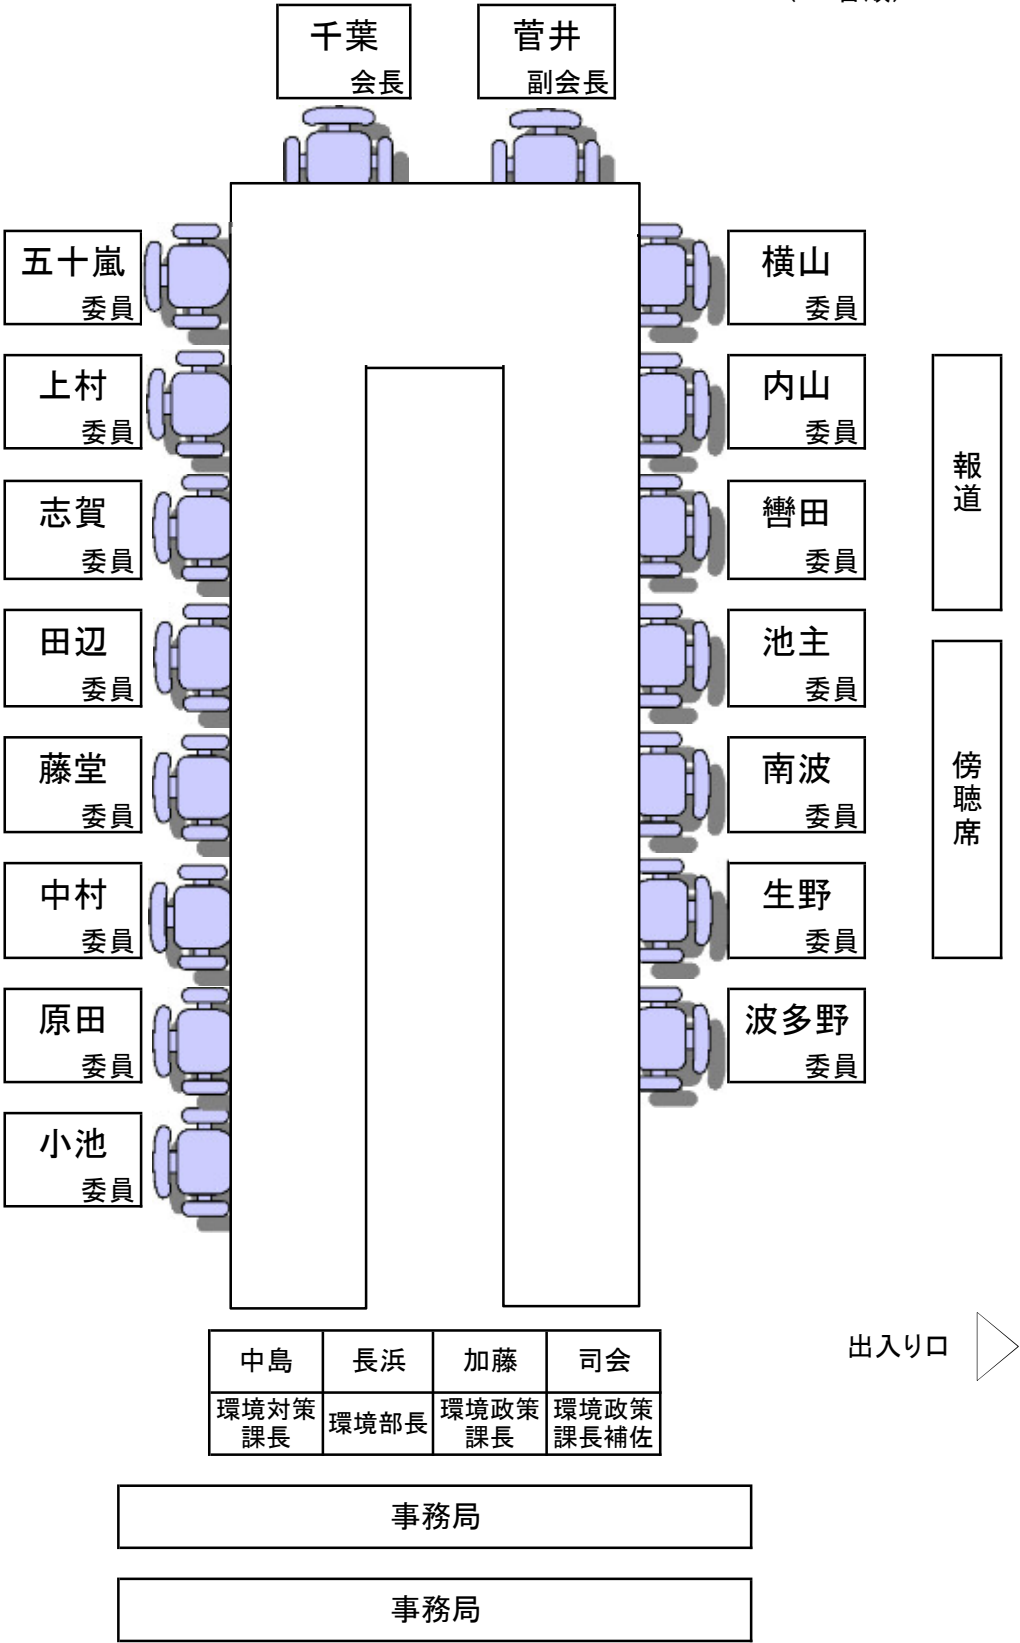 千葉
会長
菅井
副会長
五十嵐
委員
横山
委員
上村
委員
内山
委員
報道
志賀
委員
轡田
委員
田辺
委員
池主
委員
傍聴席
藤堂
委員
南波
委員
中村
委員
生野
委員
原田
委員
波多野
委員
小池
委員
出入り口
中島
長浜
加藤
司会
環境対策
課長
環境部長
環境政策
課長
環境政策
課長補佐
事務局
事務局